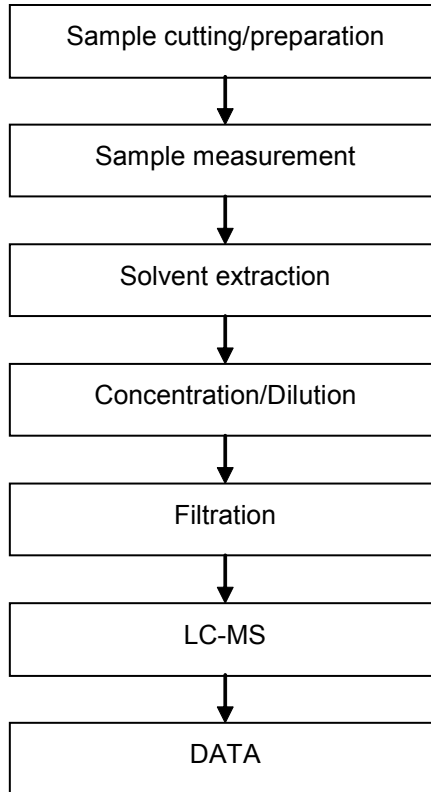 Sample cutting/preparation
Sample measurement
Solvent extraction
Concentration/Dilution
Filtration
LC-MS
DATA